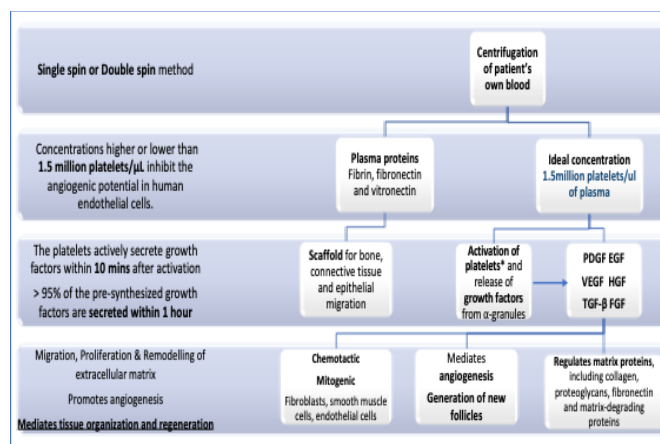 Single spin or Double spin method
Centrifugation
of patient's
own blood
Concentrations higher or lower than
1.5 million platelets/µL inhibit the
angiogenic potential in human
endothelial cells.
Plasma proteins
Fibrin, fibronectin
and vitronectin
Ideal concentration
1.5million platelets/ul
of plasma
The platelets actively secrete growth
factors within 10 mins after activation
> 95% of the pre-synthesized growth
factors are secreted within 1 hour
Scaffold for bone,
connective tissue
and epithelial
migration
Activation of
platelets* and
release of
growth factors
from α-granules
PDGF EGF
VEGF HGF
TGF-β FGF
Migration, Proliferation & Remodelling of
extracellular matrix
Promotes angiogenesis
Mediates tissue organization and regeneration
Chemotactic
Mitogenic
Fibroblasts, smooth muscle
cells, endothelial cells
Mediates
angiogenesis
Generation of new
follicles
Regulates matrix proteins,
including collagen,
proteoglycans, fibronectin
and matrix-degrading
proteins